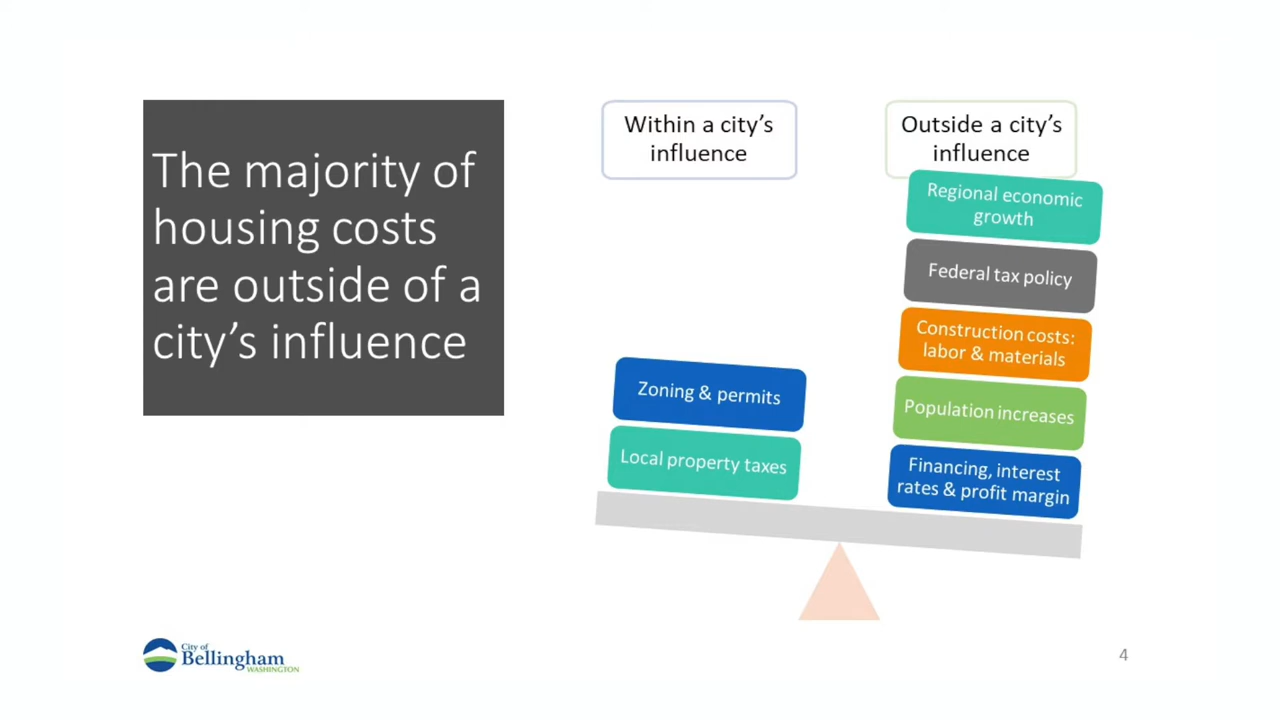 The majority of
housing costs
are outside of a
city's influence
Within a city's
influence
Zoning & permits
Local property taxes
Outside a city's
influence
Regional economic
growth
Federal tax policy
Construction costs:
labor & materials
Population increases
Financing, interest
rates & profit margin
City of
Bellingham
WASHINGTON
4